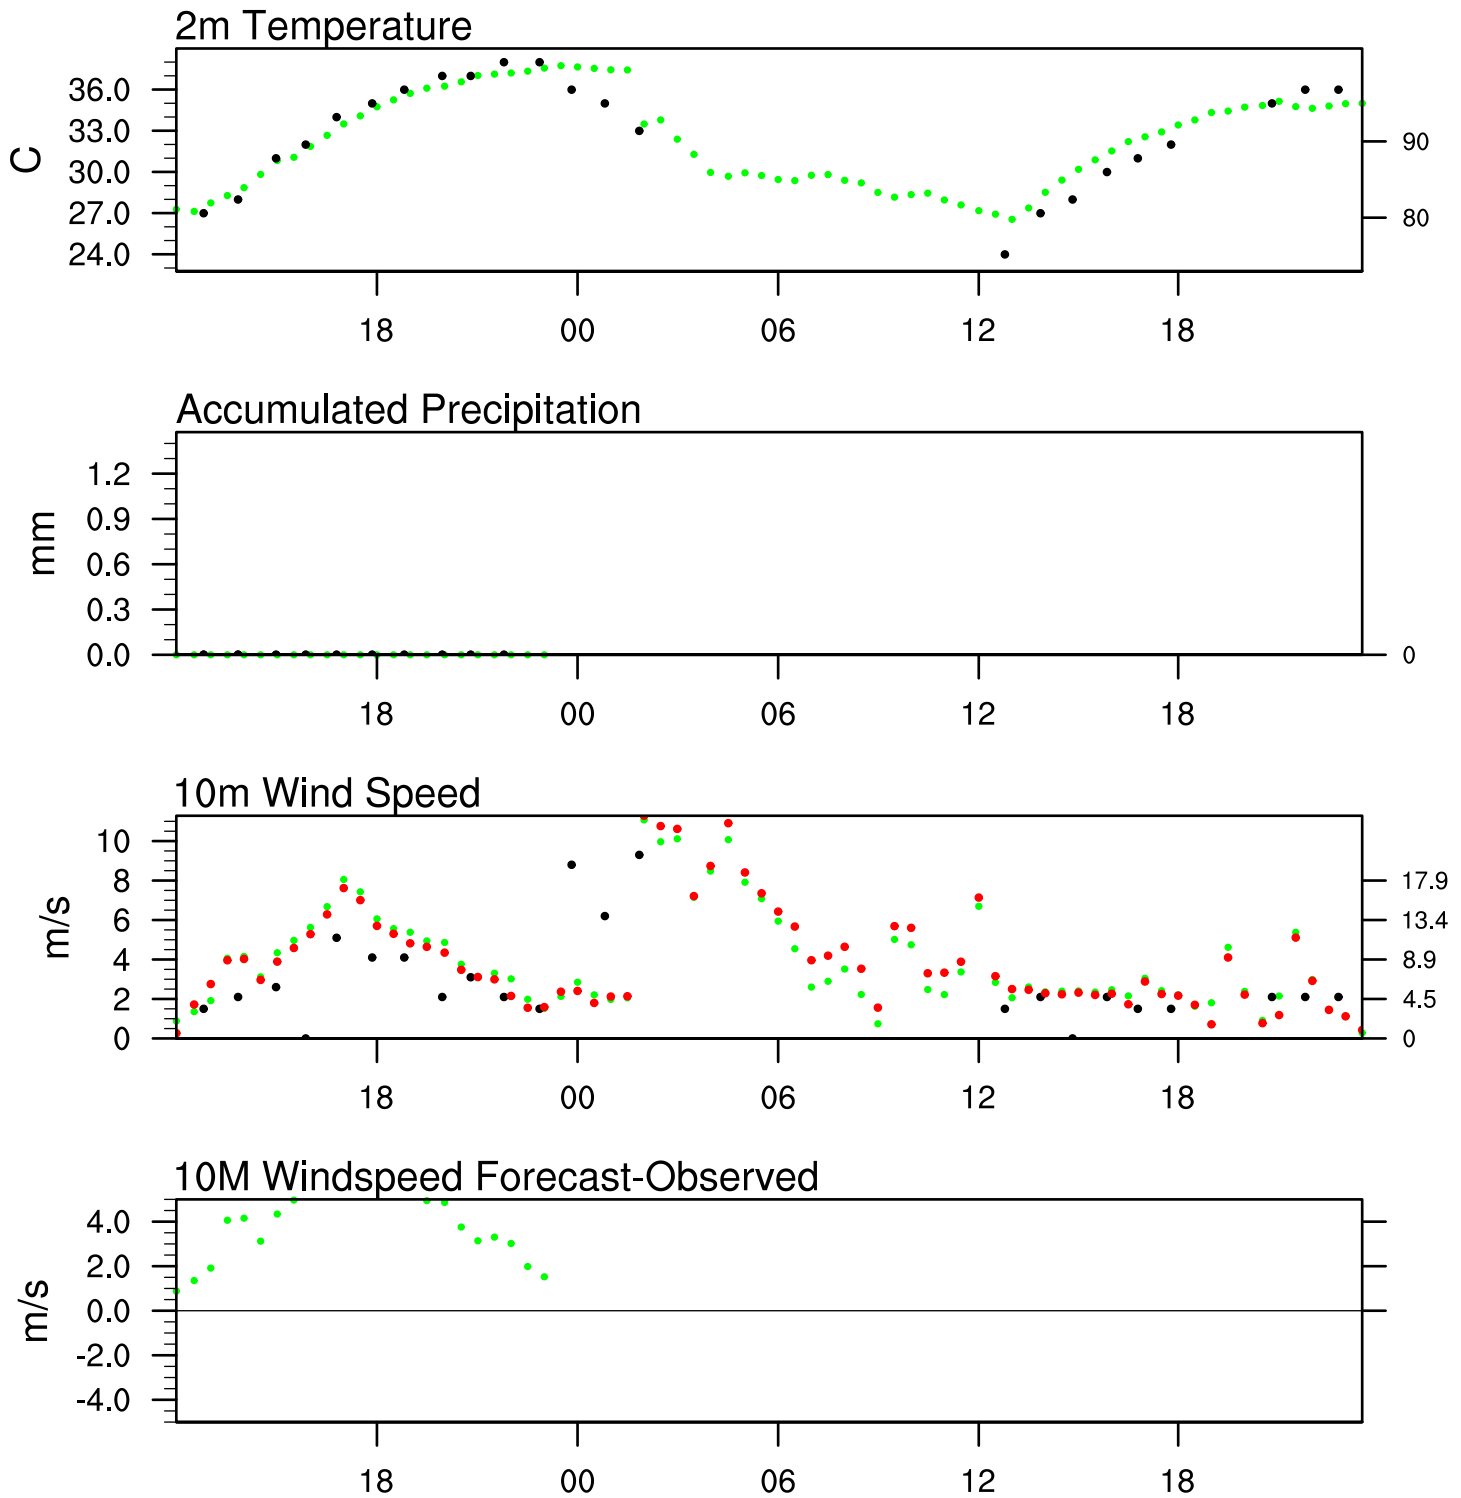 2m Temperature
36.0
33.0
30.0
27.0
24.0
C
90
80
18 00 06 12 18
Accumulated Precipitation
1.2
0.9
0.6
0.3
0.0
mm
0
18 00 06 12 18
10m Wind Speed
10
8
6
4
2
0
m/s
17.9
13.4
8.9
4.5
0
18 00 06 12 18
10M Windspeed Forecast-Observed
4.0
2.0
0.0
-2.0
-4.0
m/s
18 00 06 12 18